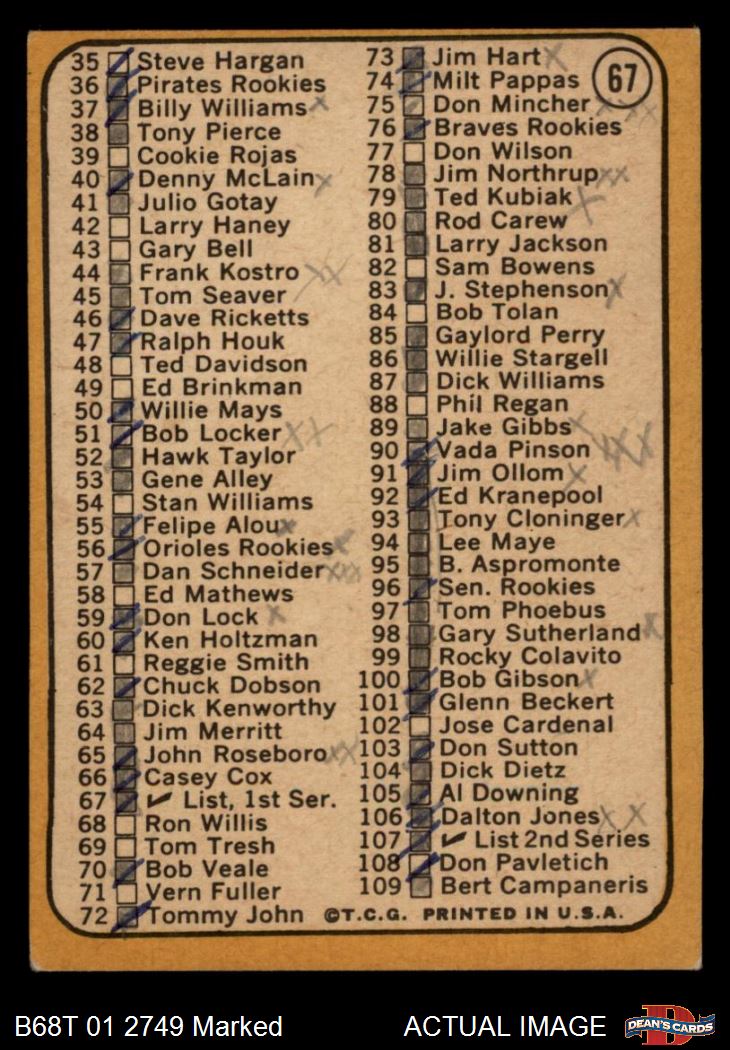 35 Steve Hargan
36 Pirates Rookies
37 Billy Williams X
38 Tony Pierce
39 Cookie Rojas
40 Denny McLain X
41 Julio Gotay
42 Larry Haney
43 Gary Bell
44 Frank Kostro XX
45 Tom Seaver
46 Dave Ricketts
47 Ralph Houk
48 Ted Davidson
49 Ed Brinkman
50 Willie Mays
51 Bob Locker XX
52 Hawk Taylor
53 Gene Alley
54 Stan Williams
55 Felipe Alou X
56 Orioles Rookies X
57 Dan Schneider XXX
58 Ed Mathews
59 Don Lock X
60 Ken Holtzman
61 Reggie Smith
62 Chuck Dobson
63 Dick Kenworthy
64 Jim Merritt
65 John Roseboro XX
66 Casey Cox
67 ✓ List, 1st Ser.
68 Ron Willis
69 Tom Tresh
70 Bob Veale
71 Vern Fuller
72 Tommy John
67
73 Jim Hart X
74 Milt Pappas
75 Don Mincher XXX
76 Braves Rookies
77 Don Wilson
78 Jim Northrup XX
79 Ted Kubiak X
80 Rod Carew
81 Larry Jackson
82 Sam Bowens
83 J. Stephenson X
84 Bob Tolan
85 Gaylord Perry
86 Willie Stargell
87 Dick Williams
88 Phil Regan
89 Jake Gibbs X
90 Vada Pinson XXX
91 Jim Ollom X
92 Ed Kranepool
93 Tony Cloninger X
94 Lee Maye
95 B. Aspromonte
96 Sen. Rookies
97 Tom Phoebus
98 Gary Sutherland X
99 Rocky Colavito
100 Bob Gibson X
101 Glenn Beckert
102 Jose Cardenal
103 Don Sutton
104 Dick Dietz
105 Al Downing
106 Dalton Jones X X
107 ✓ List 2nd Series
108 Don Pavletich
109 Bert Campaneris
©T.C.G. PRINTED IN U.S.A.
B68T 01 2749 Marked
ACTUAL IMAGE
DEAN'S CARDS